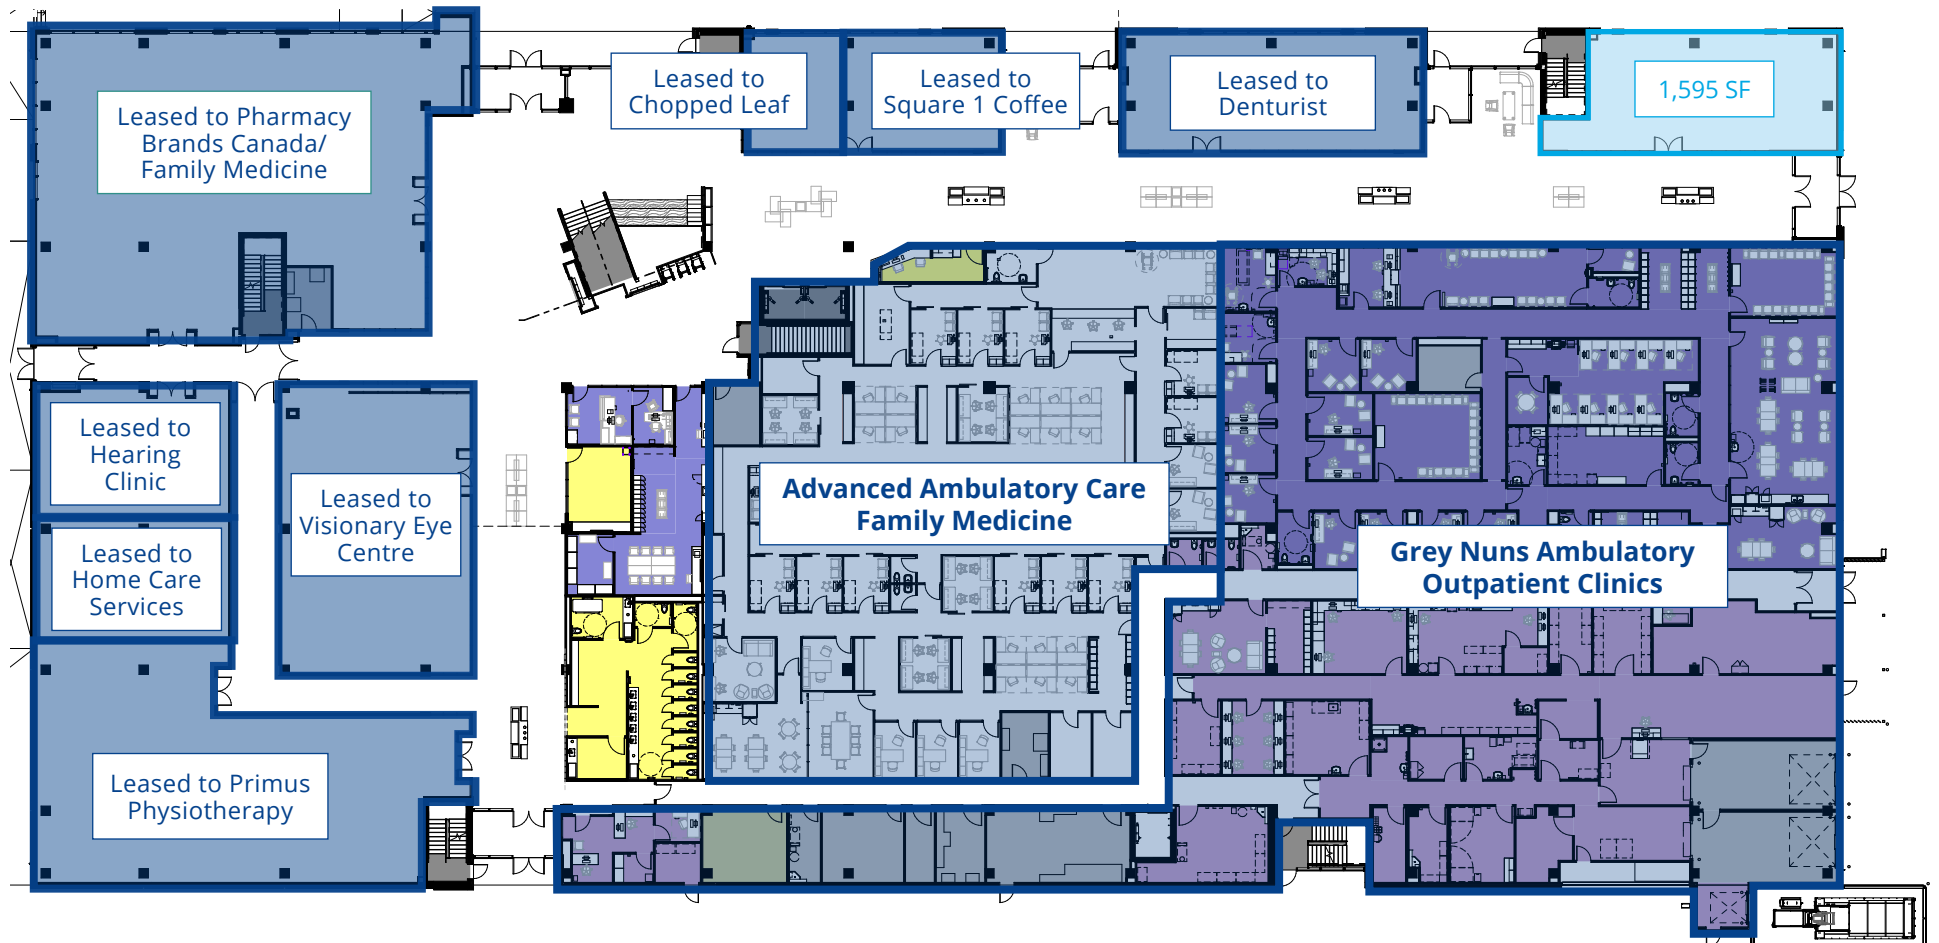 Leased to Pharmacy
Brands Canada/
Family Medicine
Leased to
Chopped Leaf
Leased to
Square 1 Coffee
Leased to
Denturist
1,595 SF
Leased to
Hearing
Clinic
Leased to
Home Care
Services
Leased to
Visionary Eye
Centre
Advanced Ambulatory Care
Family Medicine
Grey Nuns Ambulatory
Outpatient Clinics
Leased to Primus
Physiotherapy